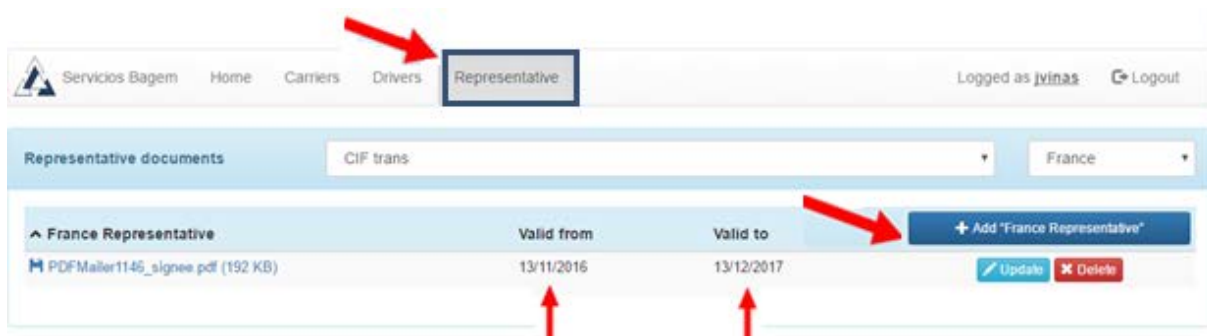 Servicios Bagem Home Carriers Drivers Representative Logged as jvinas Logout
Representative documents CIF trans France
France Representative Valid from Valid to + Add "France Representative"
PDFMailer1146_signee.pdf (192 KB) 13/11/2016 13/12/2017 Update Delete